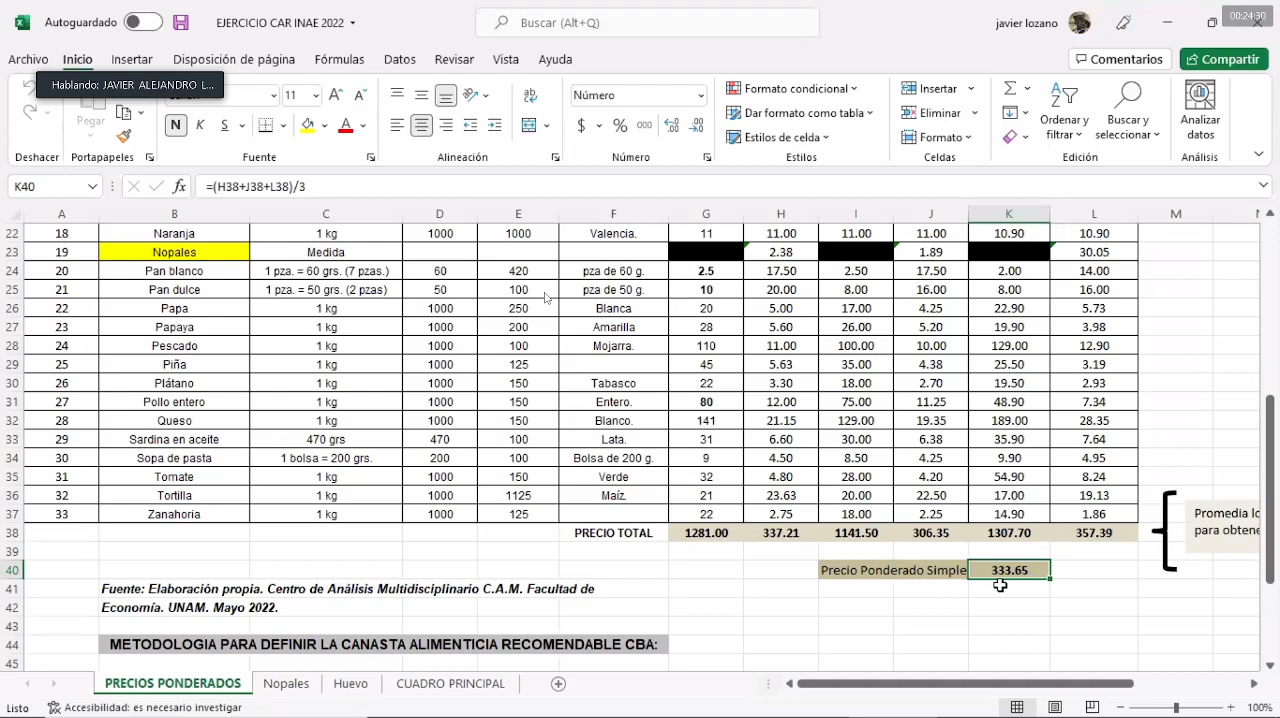 Autoguardado EJERCICIO CAR INAE 2022 Buscar (Alt+Q) javier lozano 00:24:30
Archivo Inicio Insertar Disposición de página Fórmulas Datos Revisar Vista Ayuda Comentarios Compartir
Hablando: JAVIER ALEJANDRO L...
11 Número Formato condicional Insertar
Pegar Dar formato como tabla Eliminar Ordenar y filtrar Buscar y seleccionar Analizar datos
N K S $ % 000 Estilos de celda Formato
Deshacer Portapapeles Fuente Alineación Número Estilos Celdas Edición Análisis
K40 fx =(H38+J38+L38)/3
A B C D E F G H I J K L M
22 18 Naranja 1 kg 1000 1000 Valencia. 11 11.00 11.00 11.00 10.90 10.90
23 19 Nopales Medida 2.38 1.89 30.05
24 20 Pan blanco 1 pza. = 60 grs. (7 pzas.) 60 420 pza de 60 g. 2.5 17.50 2.50 17.50 2.00 14.00
25 21 Pan dulce 1 pza. = 50 grs. (2 pzas) 50 100 pza de 50 g. 10 20.00 8.00 16.00 8.00 16.00
26 22 Papa 1 kg 1000 250 Blanca 20 5.00 17.00 4.25 22.90 5.73
27 23 Papaya 1 kg 1000 200 Amarilla 28 5.60 26.00 5.20 19.90 3.98
28 24 Pescado 1 kg 1000 100 Mojarra. 110 11.00 100.00 10.00 129.00 12.90
29 25 Piña 1 kg 1000 125 45 5.63 35.00 4.38 25.50 3.19
30 26 Plátano 1 kg 1000 150 Tabasco 22 3.30 18.00 2.70 19.50 2.93
31 27 Pollo entero 1 kg 1000 150 Entero. 80 12.00 75.00 11.25 48.90 7.34
32 28 Queso 1 kg 1000 150 Blanco. 141 21.15 129.00 19.35 189.00 28.35
33 29 Sardina en aceite 470 grs 470 100 Lata. 31 6.60 30.00 6.38 35.90 7.64
34 30 Sopa de pasta 1 bolsa = 200 grs. 200 100 Bolsa de 200 g. 9 4.50 8.50 4.25 9.90 4.95
35 31 Tomate 1 kg 1000 150 Verde 32 4.80 28.00 4.20 54.90 8.24
36 32 Tortilla 1 kg 1000 1125 Maíz. 21 23.63 20.00 22.50 17.00 19.13
37 33 Zanahoria 1 kg 1000 125 22 2.75 18.00 2.25 14.90 1.86
38 PRECIO TOTAL 1281.00 337.21 1141.50 306.35 1307.70 357.39
Promedia lo
para obtene
39
40 Precio Ponderado Simple 333.65
41 Fuente: Elaboración propia. Centro de Análisis Multidisciplinario C.A.M. Facultad de
42 Economía. UNAM. Mayo 2022.
43
44 METODOLOGIA PARA DEFINIR LA CANASTA ALIMENTICIA RECOMENDABLE CBA:
45
PRECIOS PONDERADOS Nopales Huevo CUADRO PRINCIPAL
Listo Accesibilidad: es necesario investigar 100%